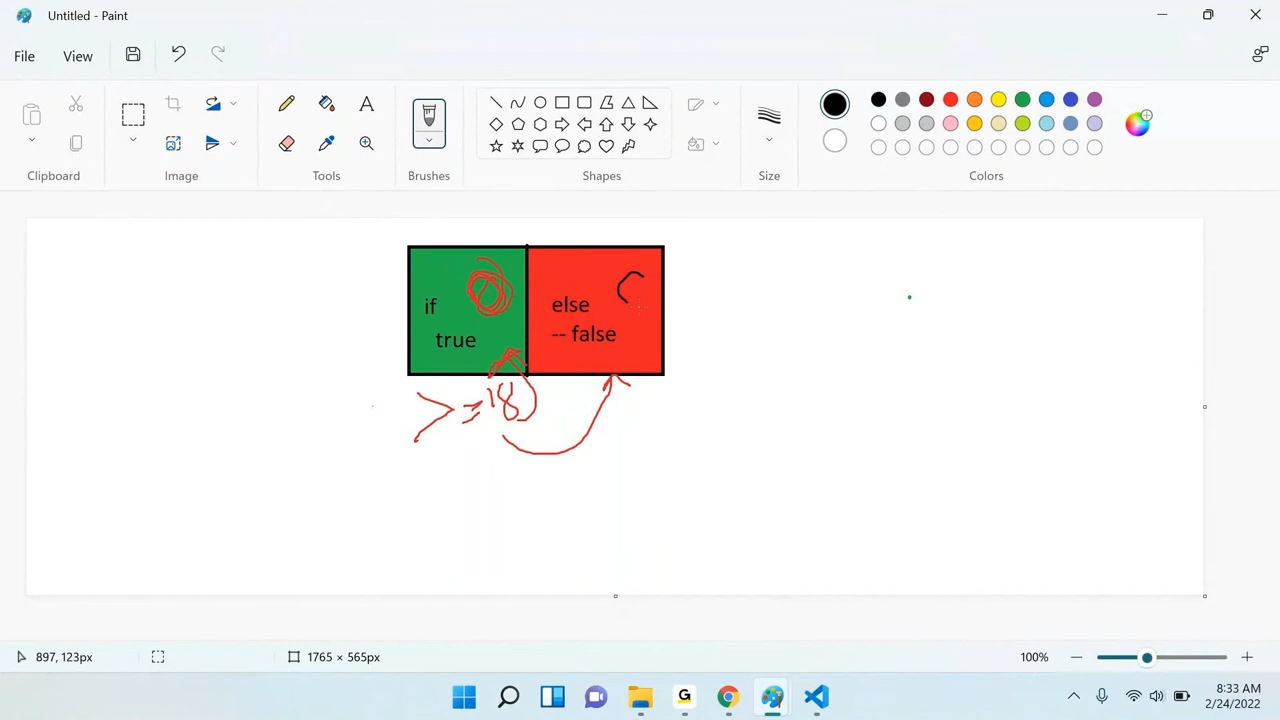 Untitled - Paint
File View
Clipboard
Image
Tools
Brushes
Shapes
Size
Colors
if
true
else
-- false
>=18
897, 123px
1765 × 565px
100%
8:33 AM
2/24/2022